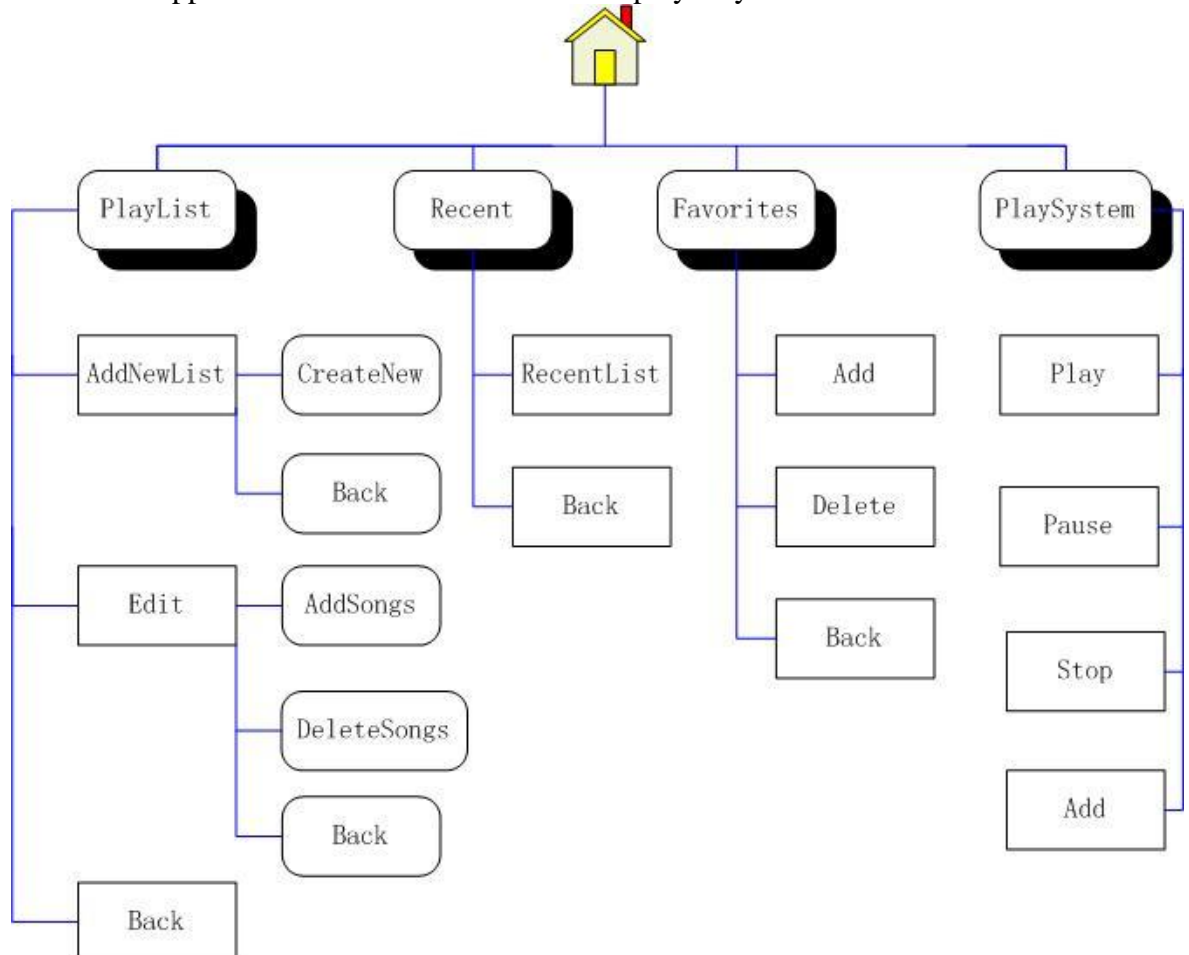 PlayList
Recent
Favorites
PlaySystem
AddNewList
CreateNew
RecentList
Add
Play
Back
Back
Delete
Pause
Edit
AddSongs
Back
Stop
DeleteSongs
Add
Back
Back